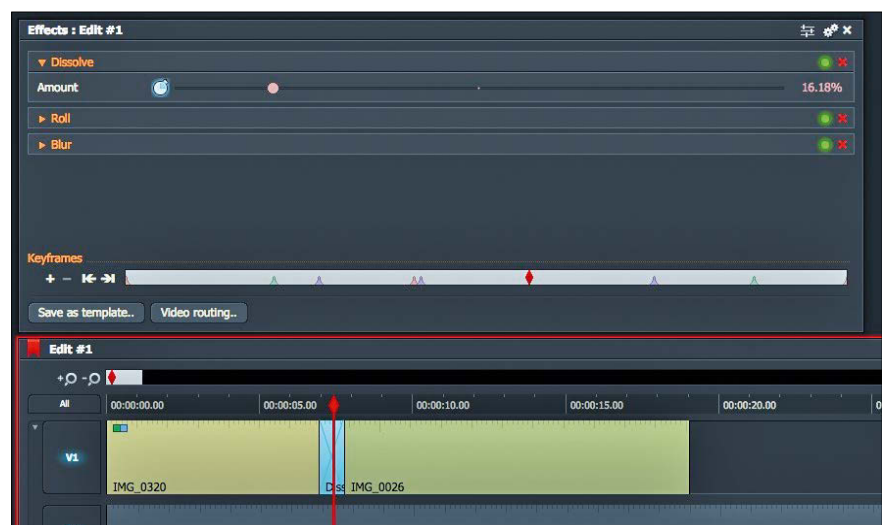 Effects : Edit #1
Dissolve
Amount 16.18%
Roll
Blur
Keyframes
Save as template.. Video routing..
Edit #1
All 00:00:00.00 00:00:05.00 00:00:10.00 00:00:15.00 00:00:20.00 0
V1
IMG_0320 Diss IMG_0026